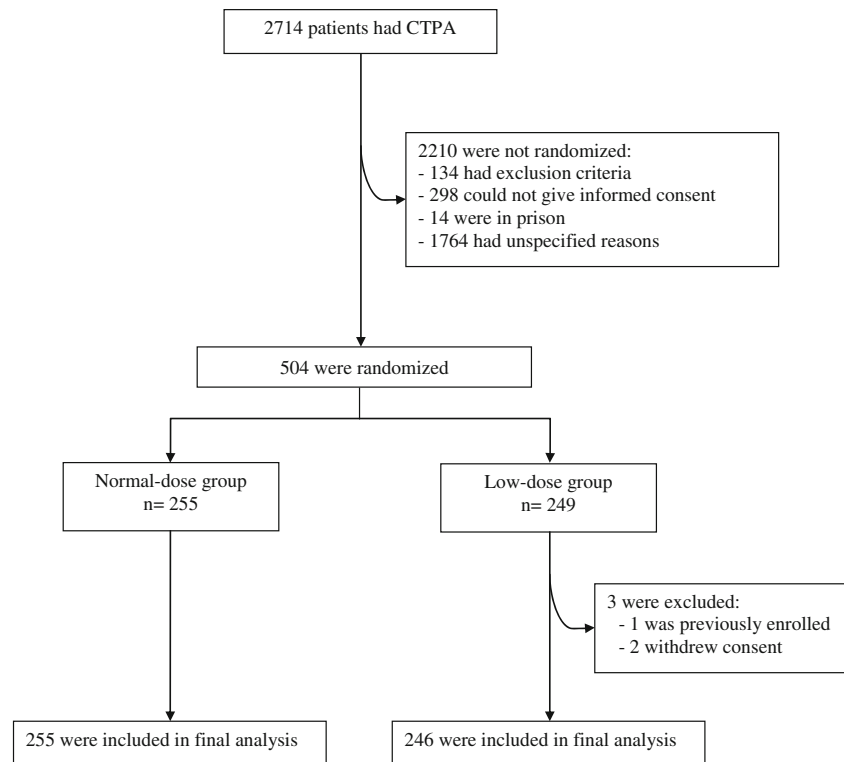 2714 patients had CTPA
2210 were not randomized:
- 134 had exclusion criteria
- 298 could not give informed consent
- 14 were in prison
- 1764 had unspecified reasons
504 were randomized
Normal-dose group
n= 255
Low-dose group
n= 249
3 were excluded:
- 1 was previously enrolled
- 2 withdrew consent
255 were included in final analysis
246 were included in final analysis